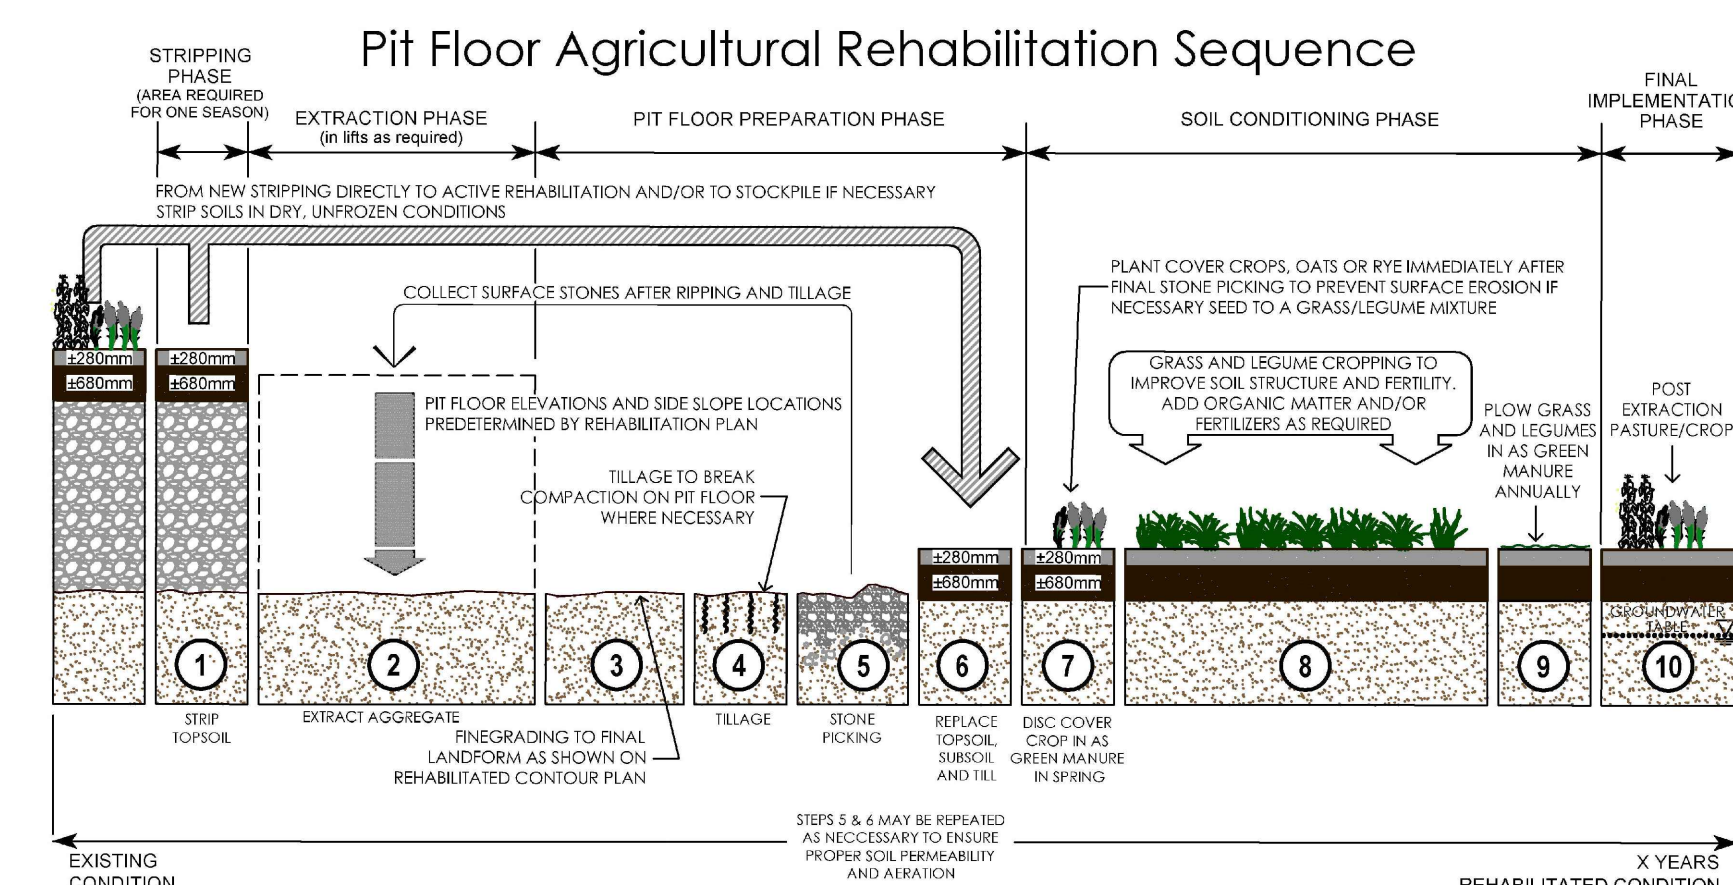 Pit Floor Agricultural Rehabilitation Sequence
STRIPPING
PHASE
(AREA REQUIRED
FOR ONE SEASON)
EXTRACTION PHASE
(in lifts as required)
PIT FLOOR PREPARATION PHASE
SOIL CONDITIONING PHASE
FINAL
IMPLEMENTATIO
PHASE
FROM NEW STRIPPING DIRECTLY TO ACTIVE REHABILITATION AND/OR TO STOCKPILE IF NECESSARY
STRIP SOILS IN DRY, UNFROZEN CONDITIONS
COLLECT SURFACE STONES AFTER RIPPING AND TILLAGE
PLANT COVER CROPS, OATS OR RYE IMMEDIATELY AFTER
FINAL STONE PICKING TO PREVENT SURFACE EROSION IF
NECESSARY SEED TO A GRASS/LEGUME MIXTURE
±280mm
±680mm
±280mm
±680mm
PIT FLOOR ELEVATIONS AND SIDE SLOPE LOCATIONS
PREDETERMINED BY REHABILITATION PLAN
GRASS AND LEGUME CROPPING TO
IMPROVE SOIL STRUCTURE AND FERTILITY.
ADD ORGANIC MATTER AND/OR
FERTILIZERS AS REQUIRED
PLOW GRASS
AND LEGUMES
IN AS GREEN
MANURE
ANNUALLY
POST
EXTRACTION
PASTURE/CROP
TILLAGE TO BREAK
COMPACTION ON PIT FLOOR
WHERE NECESSARY
±280mm
±680mm
±280mm
±680mm
GROUNDWATER
TABLE
1
2
3
4
5
6
7
8
9
10
STRIP
TOPSOIL
EXTRACT AGGREGATE
FINEGRADING TO FINAL
LANDFORM AS SHOWN ON
REHABILITATED CONTOUR PLAN
TILLAGE
STONE
PICKING
REPLACE
TOPSOIL,
SUBSOIL
AND TILL
DISC COVER
CROP IN AS
GREEN MANURE
IN SPRING
STEPS 5 & 6 MAY BE REPEATED
AS NECCESSARY TO ENSURE
PROPER SOIL PERMEABILITY
AND AERATION
EXISTING
CONDITION
X YEARS
REHABILITATED CONDITION